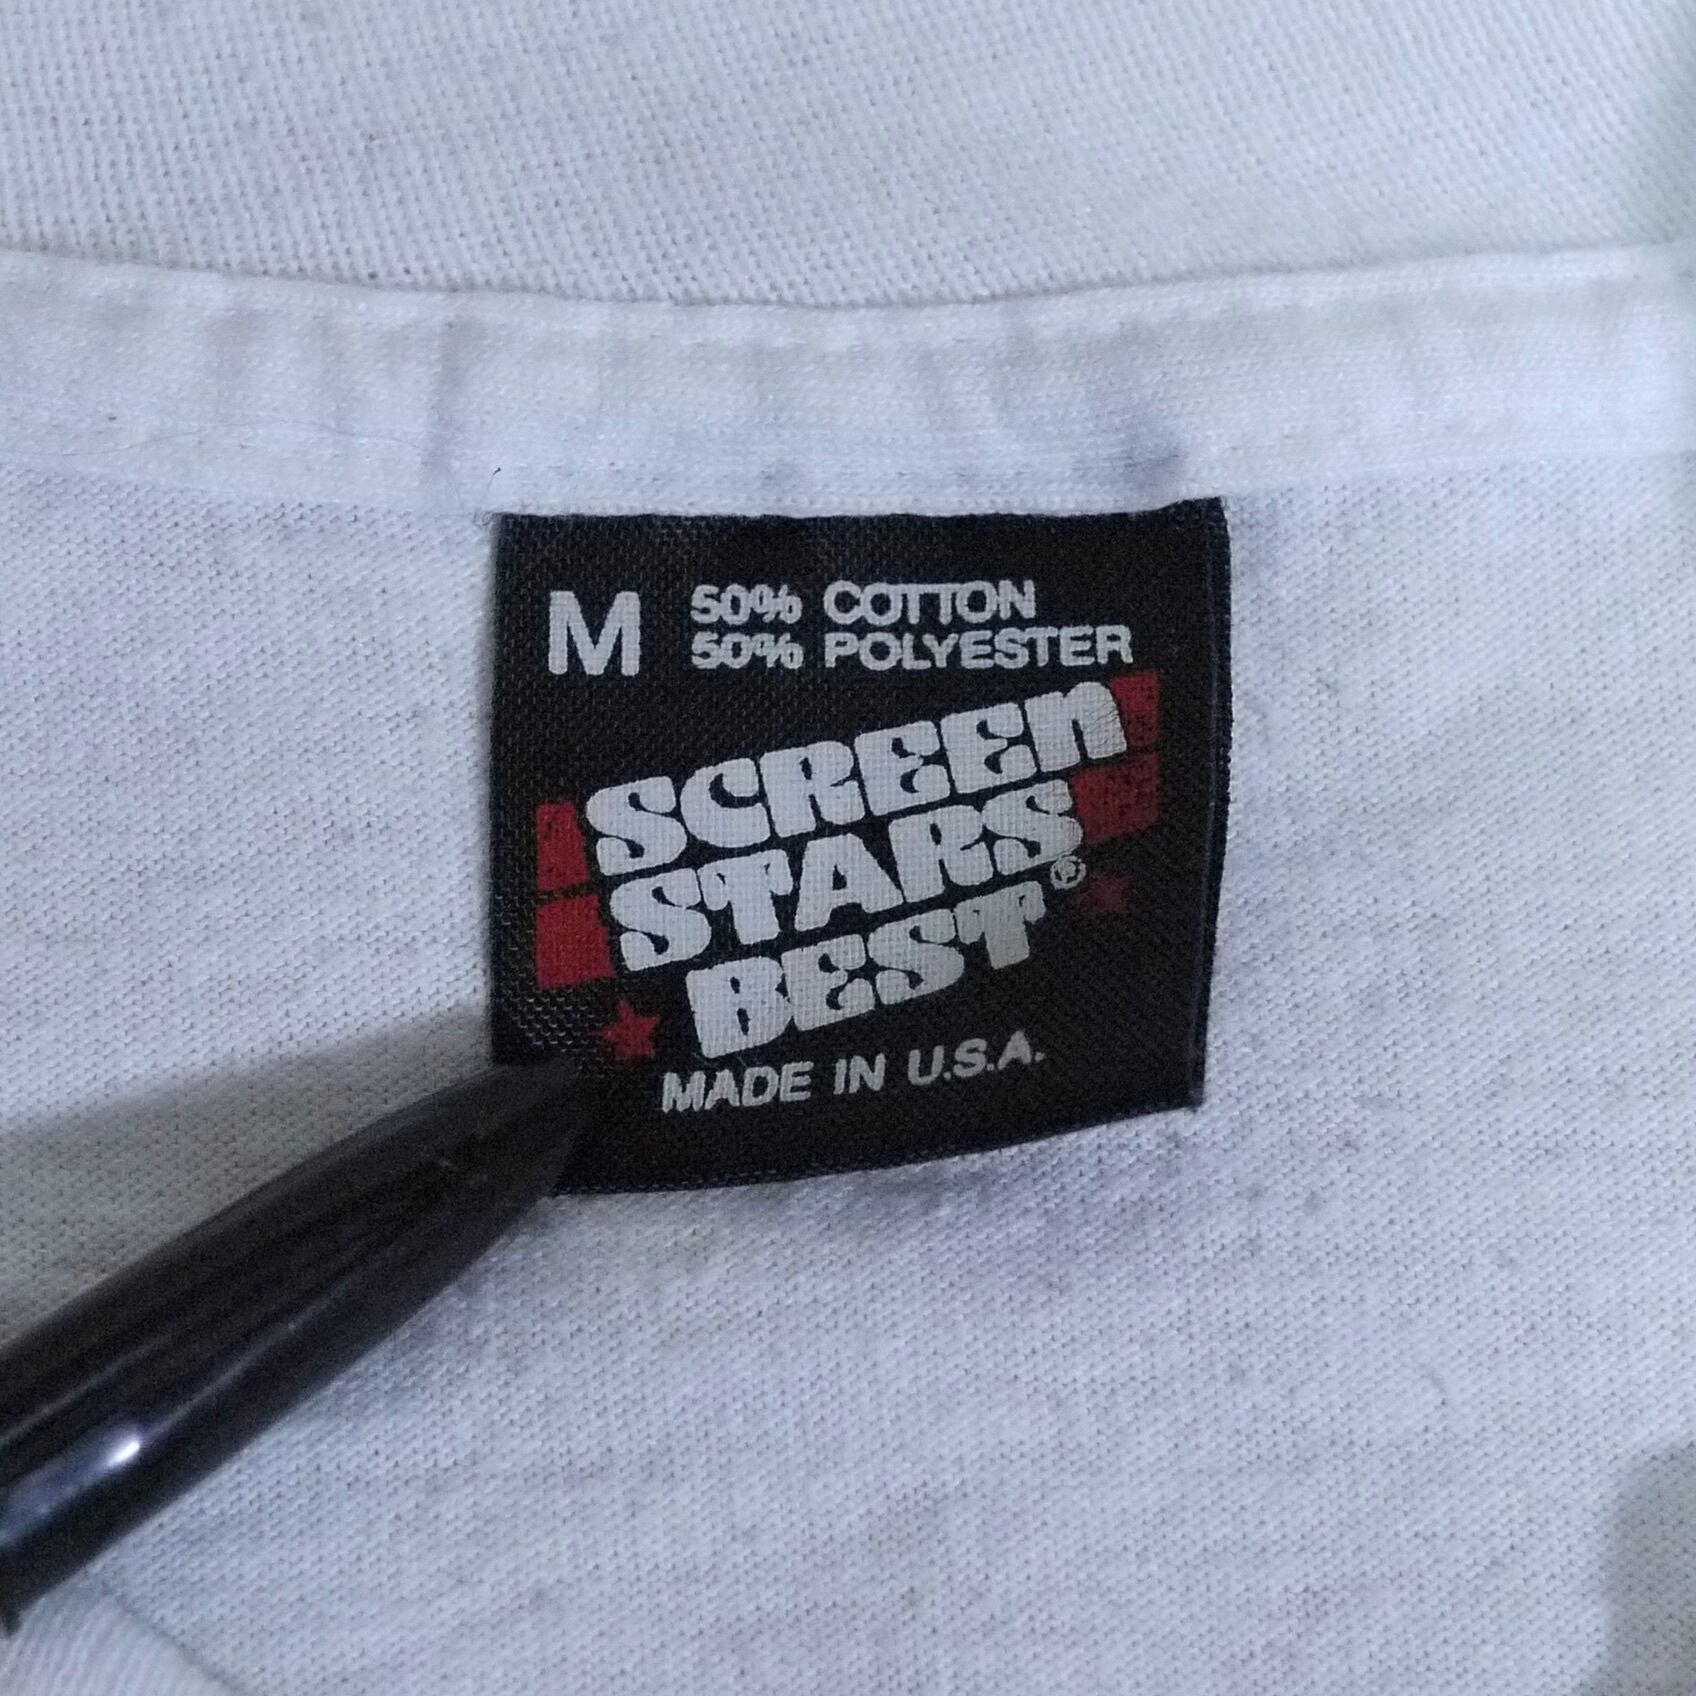 M 50% COTTON
50% POLYESTER
SCREEn
STARS
BEST®
MADE IN U.S.A.